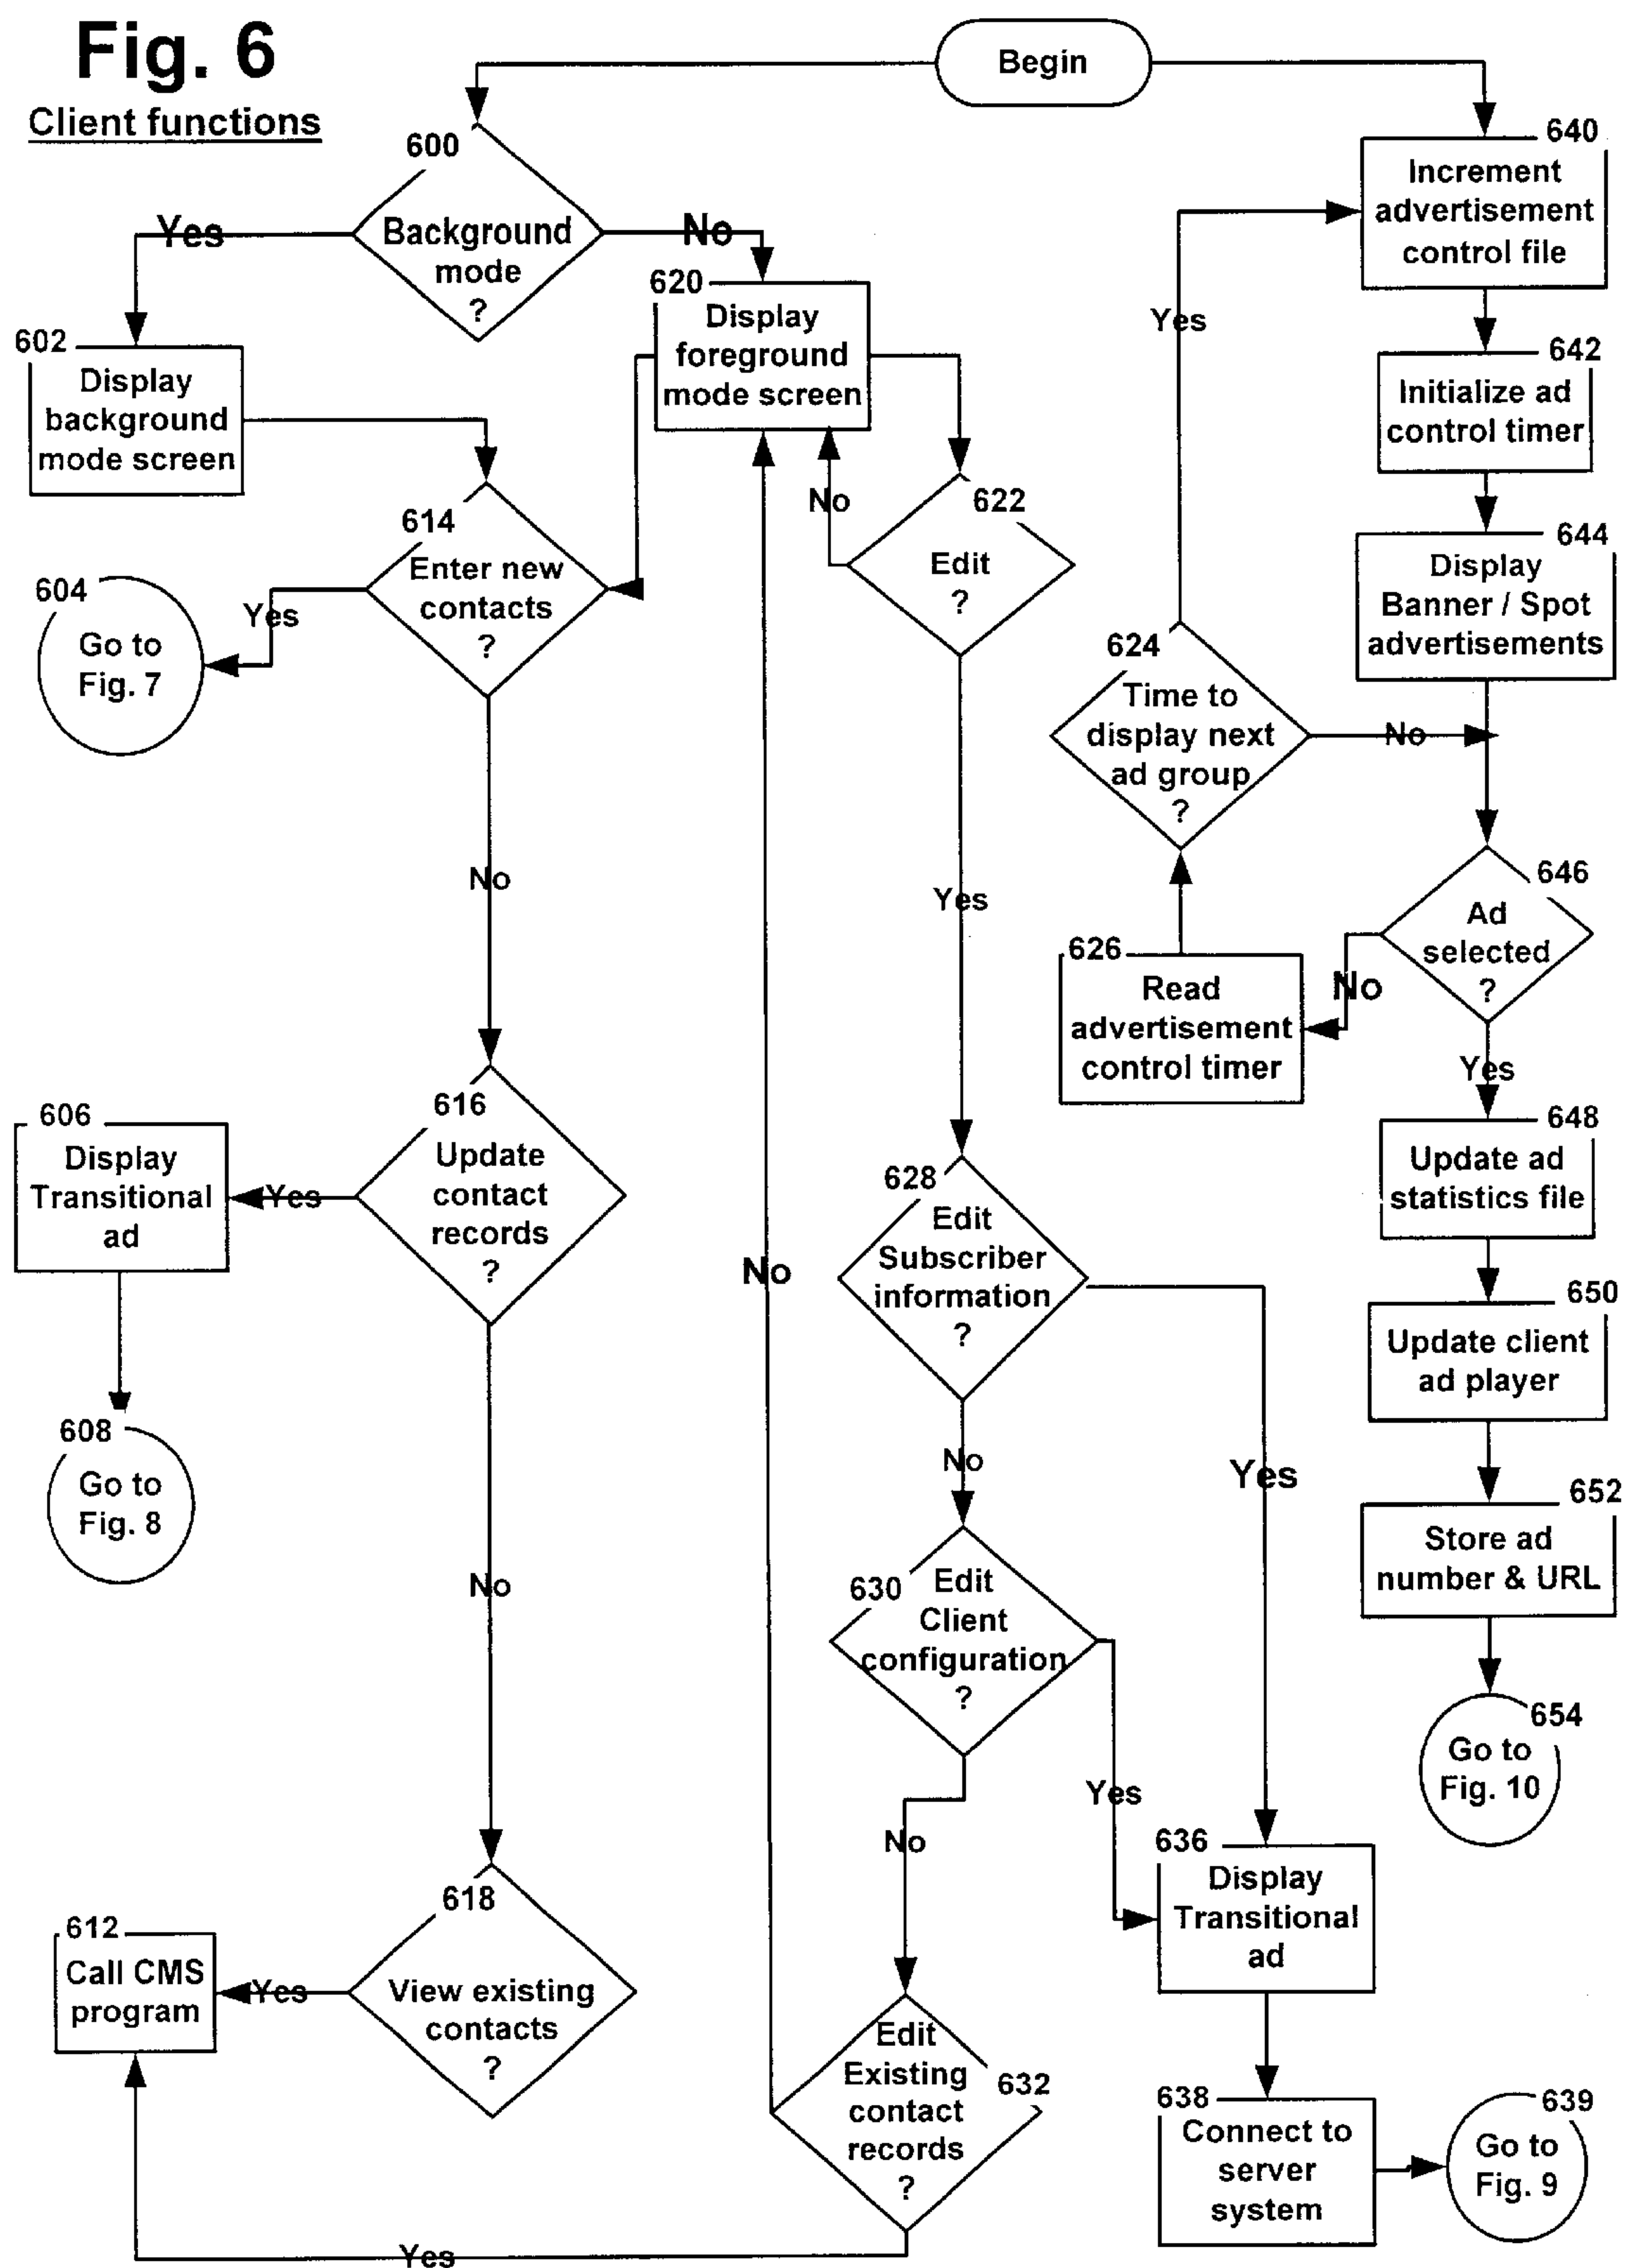 Fig. 6
Client functions
Begin
600
Background
mode
?
Yes
No
602
Display
background
mode screen
620
Display
foreground
mode screen
614
Enter new
contacts
?
Yes
604
Go to
Fig. 7
No
622
Edit
?
No
Yes
616
Update
contact
records
?
Yes
606
Display
Transitional
ad
608
Go to
Fig. 8
No
618
View existing
contacts
?
Yes
612
Call CMS
program
628
Edit
Subscriber
information
?
No
Yes
630
Edit
Client
configuration
?
No
Yes
632
Edit
Existing
contact
records
?
No
Yes
636
Display
Transitional
ad
638
Connect to
server
system
639
Go to
Fig. 9
640
Increment
advertisement
control file
642
Initialize ad
control timer
644
Display
Banner / Spot
advertisements
624
Time to
display next
ad group
?
Yes
No
626
Read
advertisement
control timer
646
Ad
selected
?
No
Yes
648
Update ad
statistics file
650
Update client
ad player
652
Store ad
number & URL
654
Go to
Fig. 10